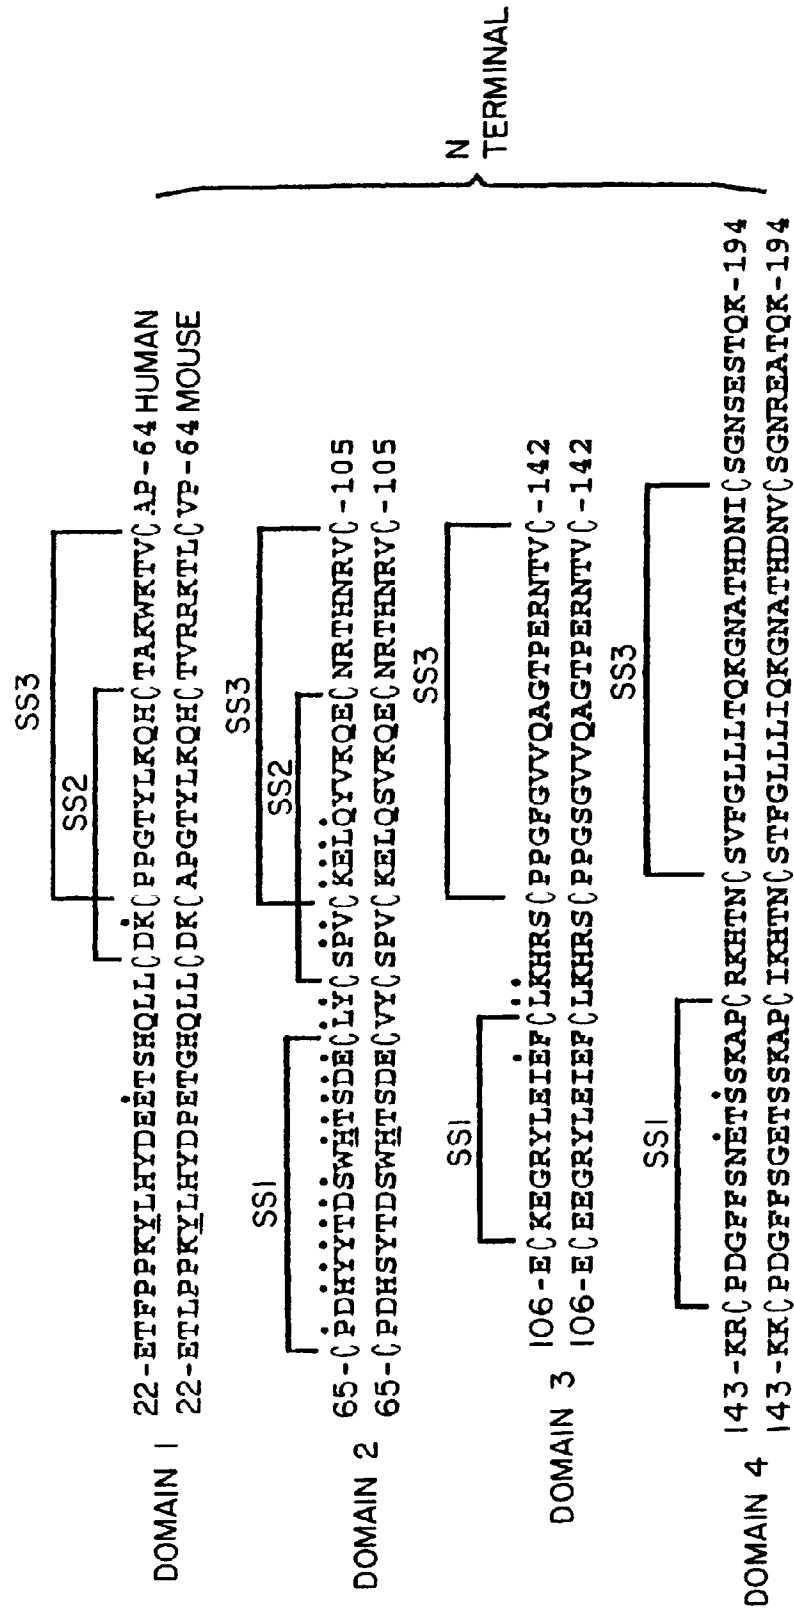 SS3
SS2
DOMAIN 1 22-ETFPPKYLHYDEETSHQLLCDKCPPGTYLKQHCTAKWKTVCAP-64 HUMAN
22-ETLPPKYLHYDPETGHQLLCDKCAPGTYLKQHCTVRRKTLCVP-64 MOUSE
SS3
SS1 SS2
DOMAIN 2 65-CPDHYYTDSWHTSDECLYCSPVCKELQYVKQECNRTHNRVC-105
65-CPDHSYTDSWHTSDECVYCSPVCKELQSVKQECNRTHNRVC-105
SS1 SS3
DOMAIN 3 106-ECKEGRYLEIEFCLKHRSCPPGFGVVQAGTPERNTVC-142
106-ECEEGRYLEIEFCLKHRSCPPGSGVVQAGTPERNTVC-142
SS1 SS3
DOMAIN 4 143-KRCPDGFFSNETSSKAPCRKHTNCSVFGLLLTQKGNATHDNICSGNSESTQK-194
143-KKCPDGFFSGETSSKAPCIKHTNCSTFGLLLIQKGNATHDNVCSGNREATQK-194
N
TERMINAL